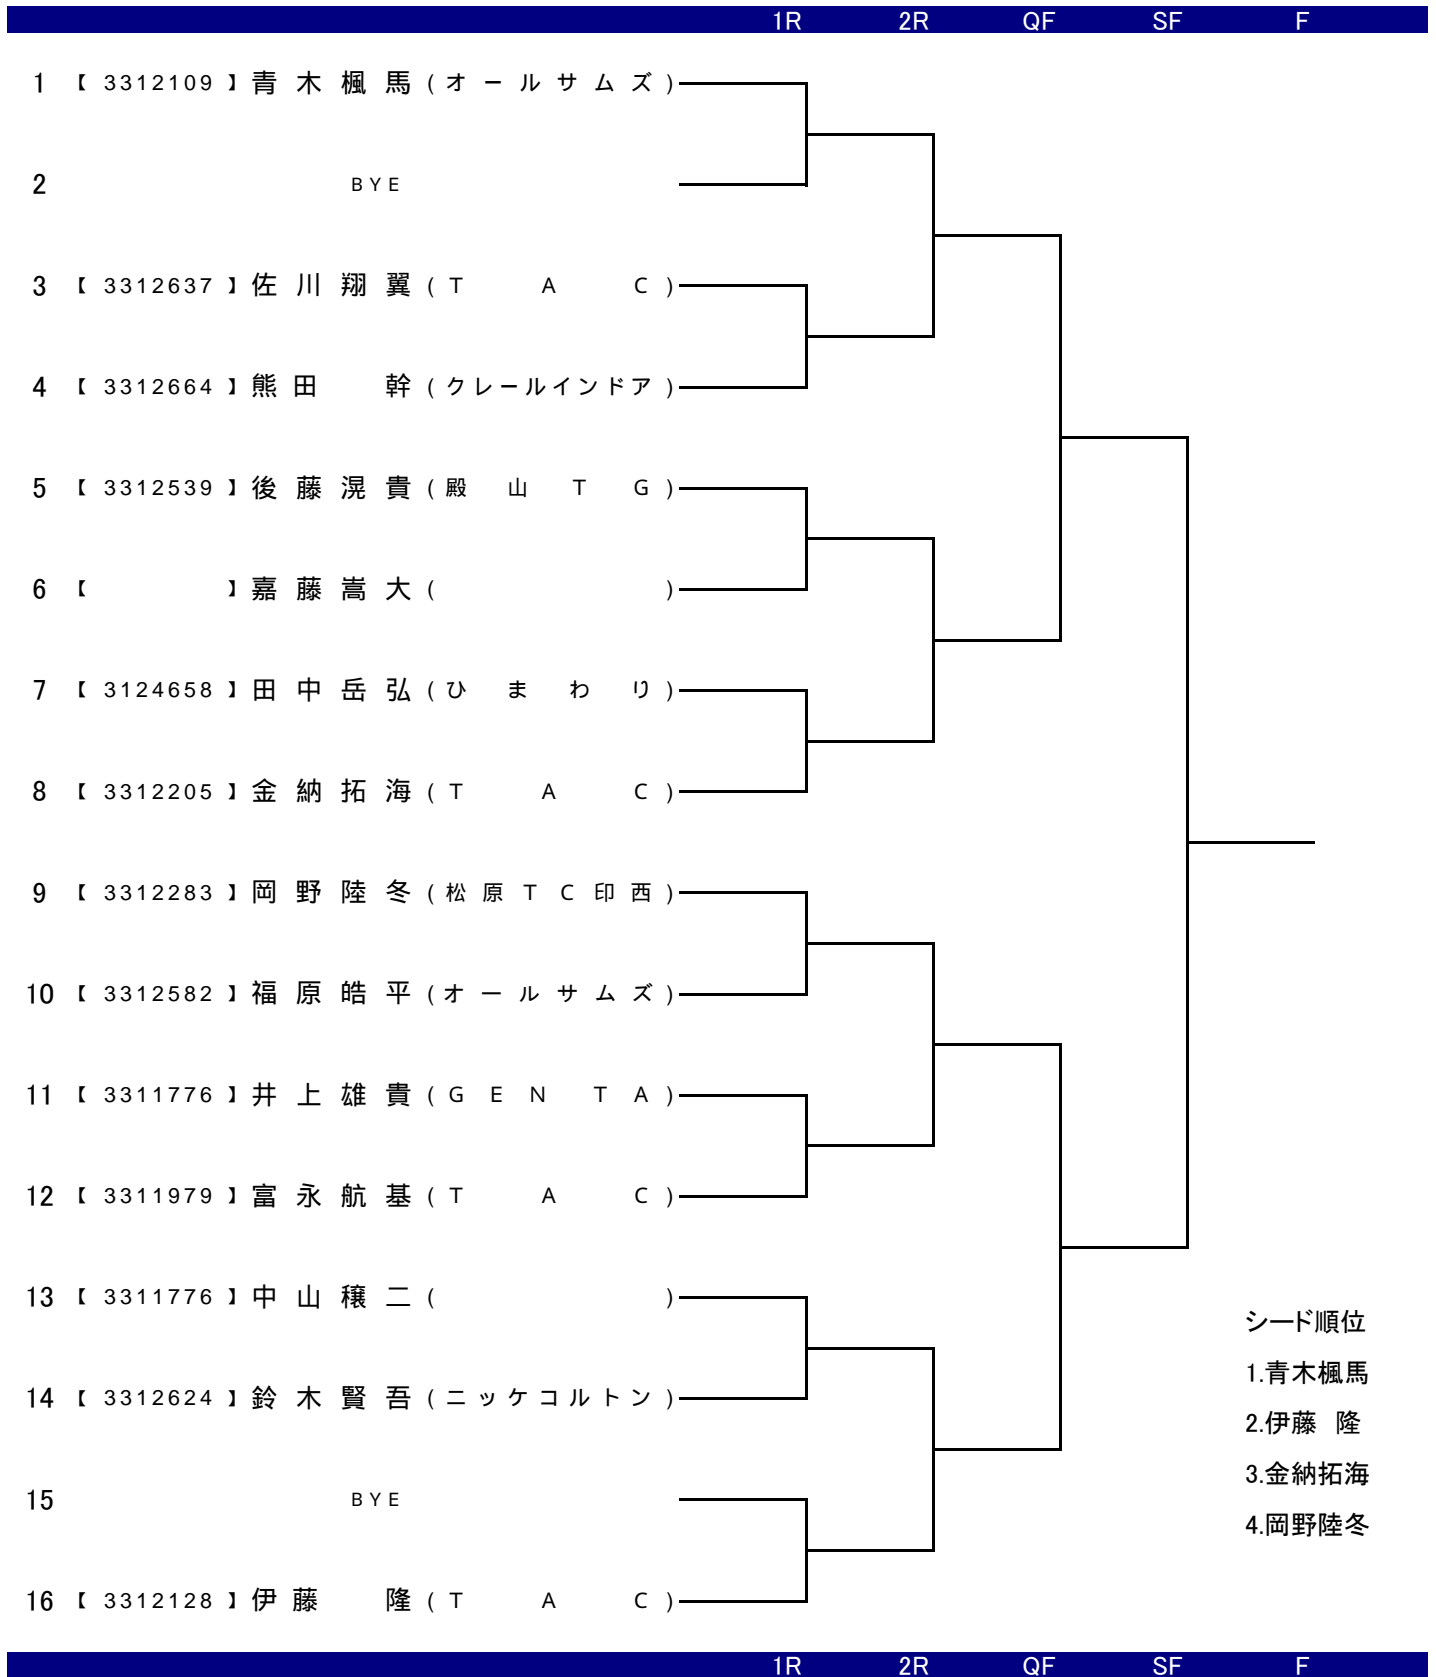 1R 2R QF SF F
1 【 3312109 】 青木楓馬 (オールサムズ)
2 BYE
3 【 3312637 】 佐川翔翼 (TAC)
4 【 3312664 】 熊田 幹 (クレールインドア)
5 【 3312539 】 後藤滉貴 (殿山TG)
6 【 】 嘉藤嵩大 ( )
7 【 3124658 】 田中岳弘 (ひまわり)
8 【 3312205 】 金納拓海 (TAC)
9 【 3312283 】 岡野陸冬 (松原TC印西)
10 【 3312582 】 福原皓平 (オールサムズ)
11 【 3311776 】 井上雄貴 (GEN TA)
12 【 3311979 】 富永航基 (TAC)
13 【 3311776 】 中山穣二 ( )
14 【 3312624 】 鈴木賢吾 (ニッケコルトン)
15 BYE
16 【 3312128 】 伊藤 隆 (TAC)
シード順位
1.青木楓馬
2.伊藤 隆
3.金納拓海
4.岡野陸冬
1R 2R QF SF F